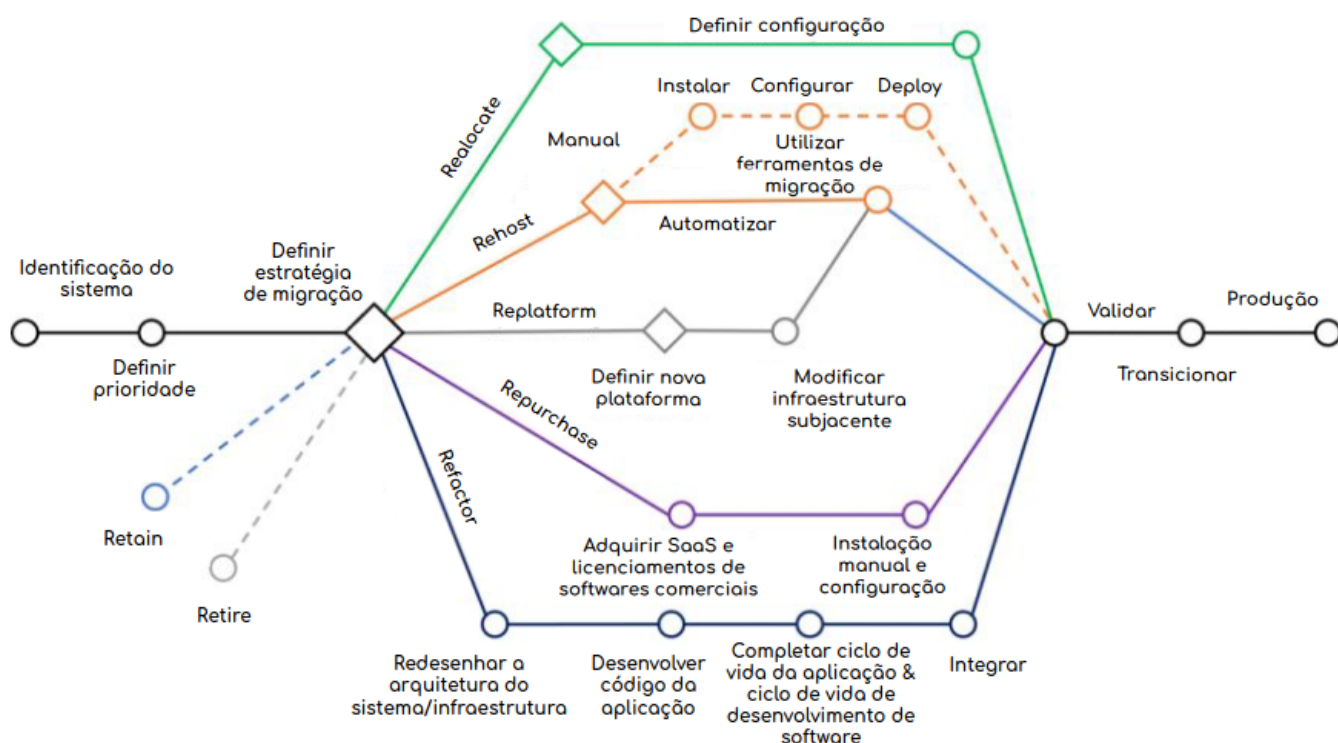 Definir configuração
Instalar
Configurar
Deploy
Realocate
Manual
Utilizar
ferramentas de
migração
Rehost
Automatizar
Identificação do
sistema
Definir
estratégia
de migração
Definir
prioridade
Replatform
Definir nova
plataforma
Modificar
infraestrutura
subjacente
Validar
Produção
Transicionar
Repurchase
Refactor
Retain
Retire
Adquirir SaaS e
licenciamentos de
softwares comerciais
Instalação
manual e
configuração
Redesenhar a
arquitetura do
sistema/infraestrutura
Desenvolver
código da
aplicação
Completar ciclo de
vida da aplicação &
ciclo de vida de
desenvolvimento de
software
Integrar